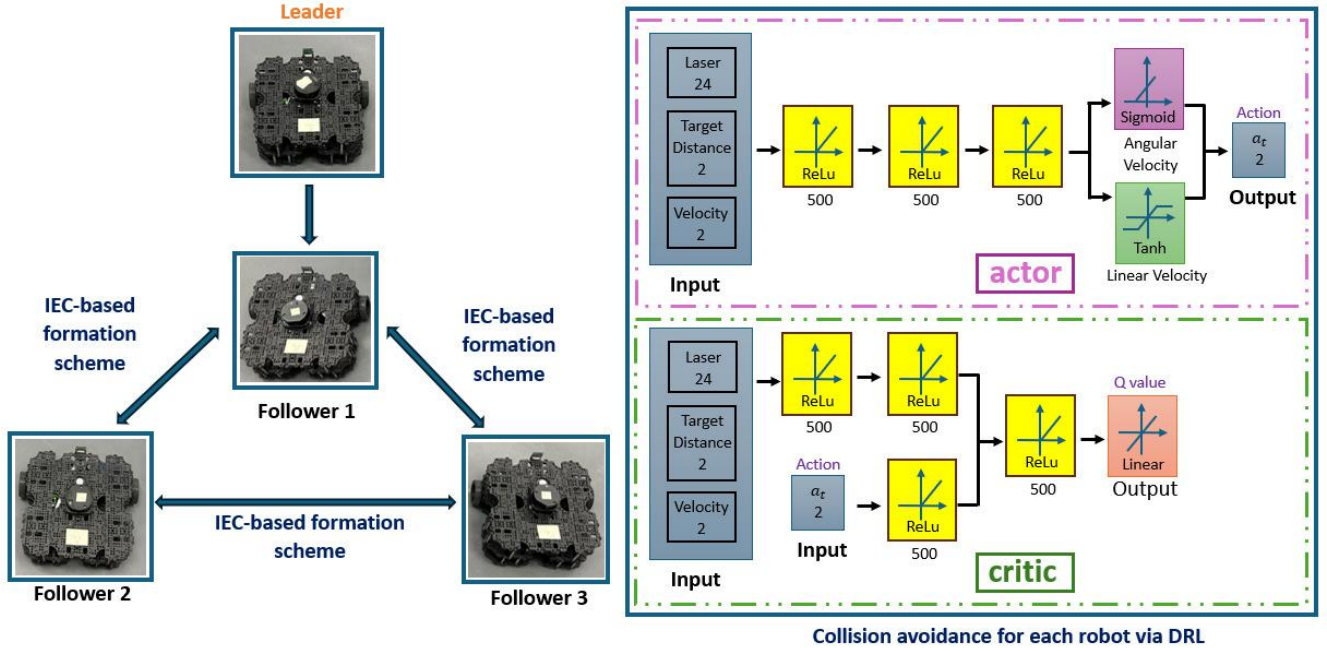 Leader
IEC-based
formation
scheme
IEC-based
formation
scheme
Follower 1
IEC-based formation
scheme
Follower 2
Follower 3
Laser
24
Target
Distance
2
Velocity
2
Input
ReLu
500
ReLu
500
ReLu
500
Sigmoid
Angular
Velocity
Tanh
Linear Velocity
Action
aₜ
2
Output
actor
Laser
24
Target
Distance
2
Velocity
2
Input
ReLu
500
ReLu
500
Action
aₜ
2
Input
ReLu
500
ReLu
500
Q value
Linear
Output
critic
Collision avoidance for each robot via DRL